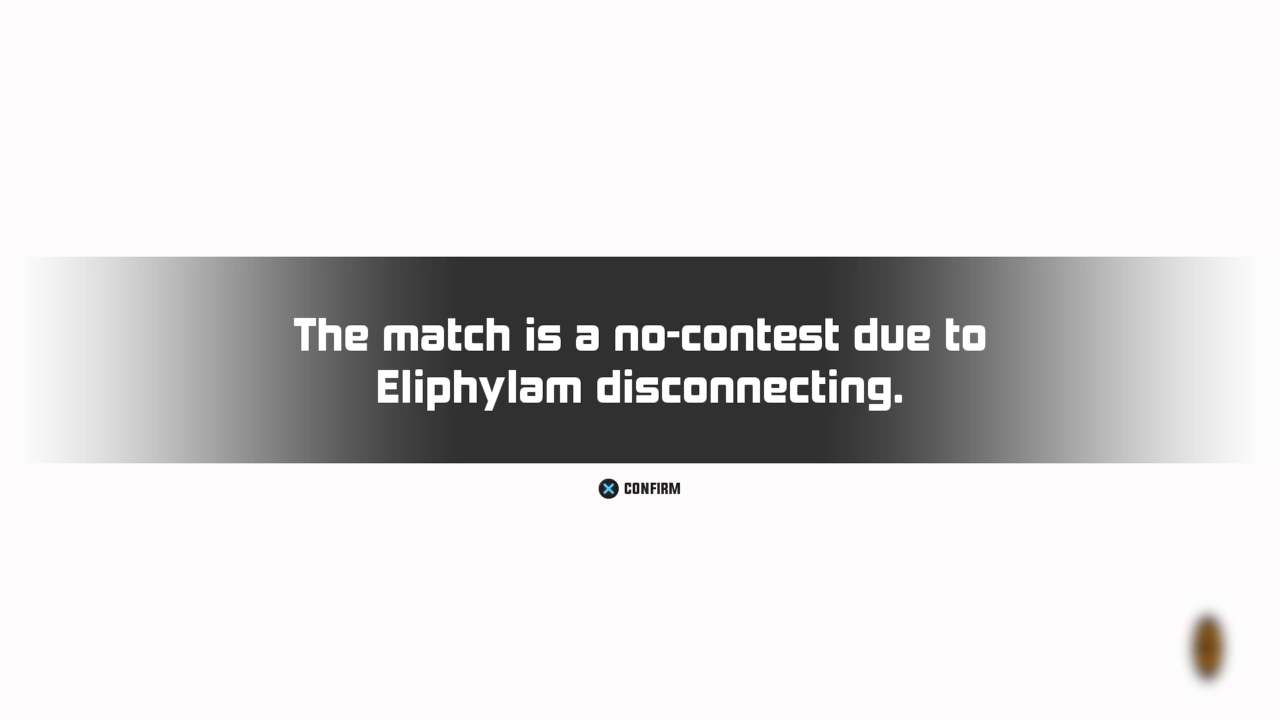 The match is a no-contest due to
Eliphylam disconnecting.
CONFIRM